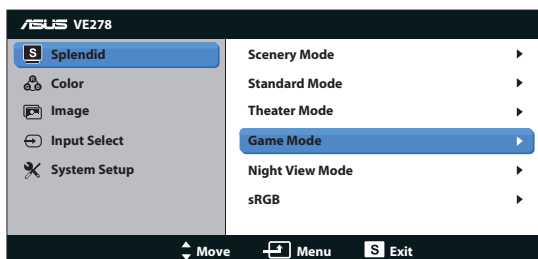 ASUS VE278
S Splendid
Color
Image
Input Select
System Setup
Scenery Mode
Standard Mode
Theater Mode
Game Mode
Night View Mode
sRGB
Move Menu S Exit